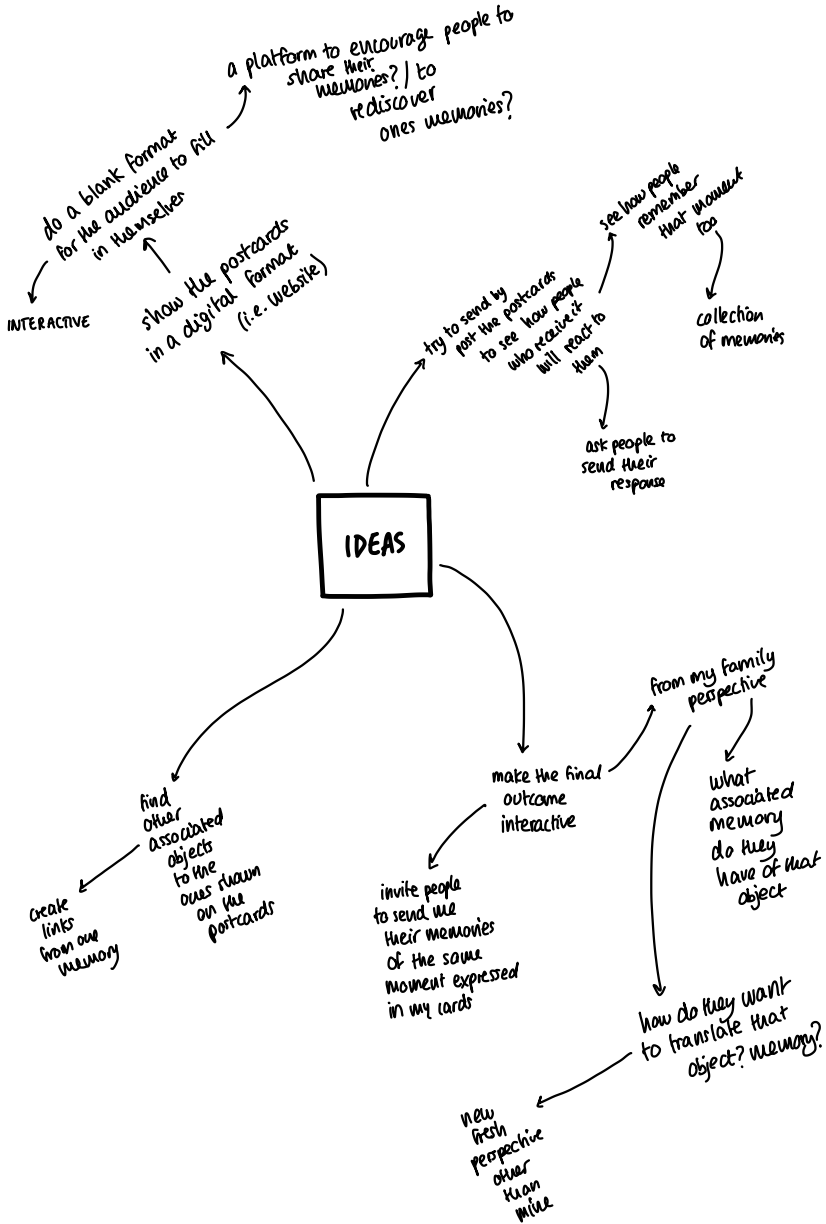 a platform to encourage people to
share their
memories? / to
rediscover
ones memories?
do a blank format
for the audience to fill
in themselves
INTERACTIVE
show the postcards
in a digital format
(i.e. website)
try to send by
post the postcards
to see how people
who receive it
will react to
them
see how people
remember
that moment
too
collection
of memories
ask people to
send their
response
IDEAS
find
other
associated
objects
to the
ones shown
on the
postcards
create
links
from one
memory
make the final
outcome
interactive
invite people
to send me
their memories
of the same
moment expressed
in my cards
from my family
perspective
what
associated
memory
do they
have of that
object
how do they want
to translate that
object? memory?
new
fresh
perspective
other
than
mine